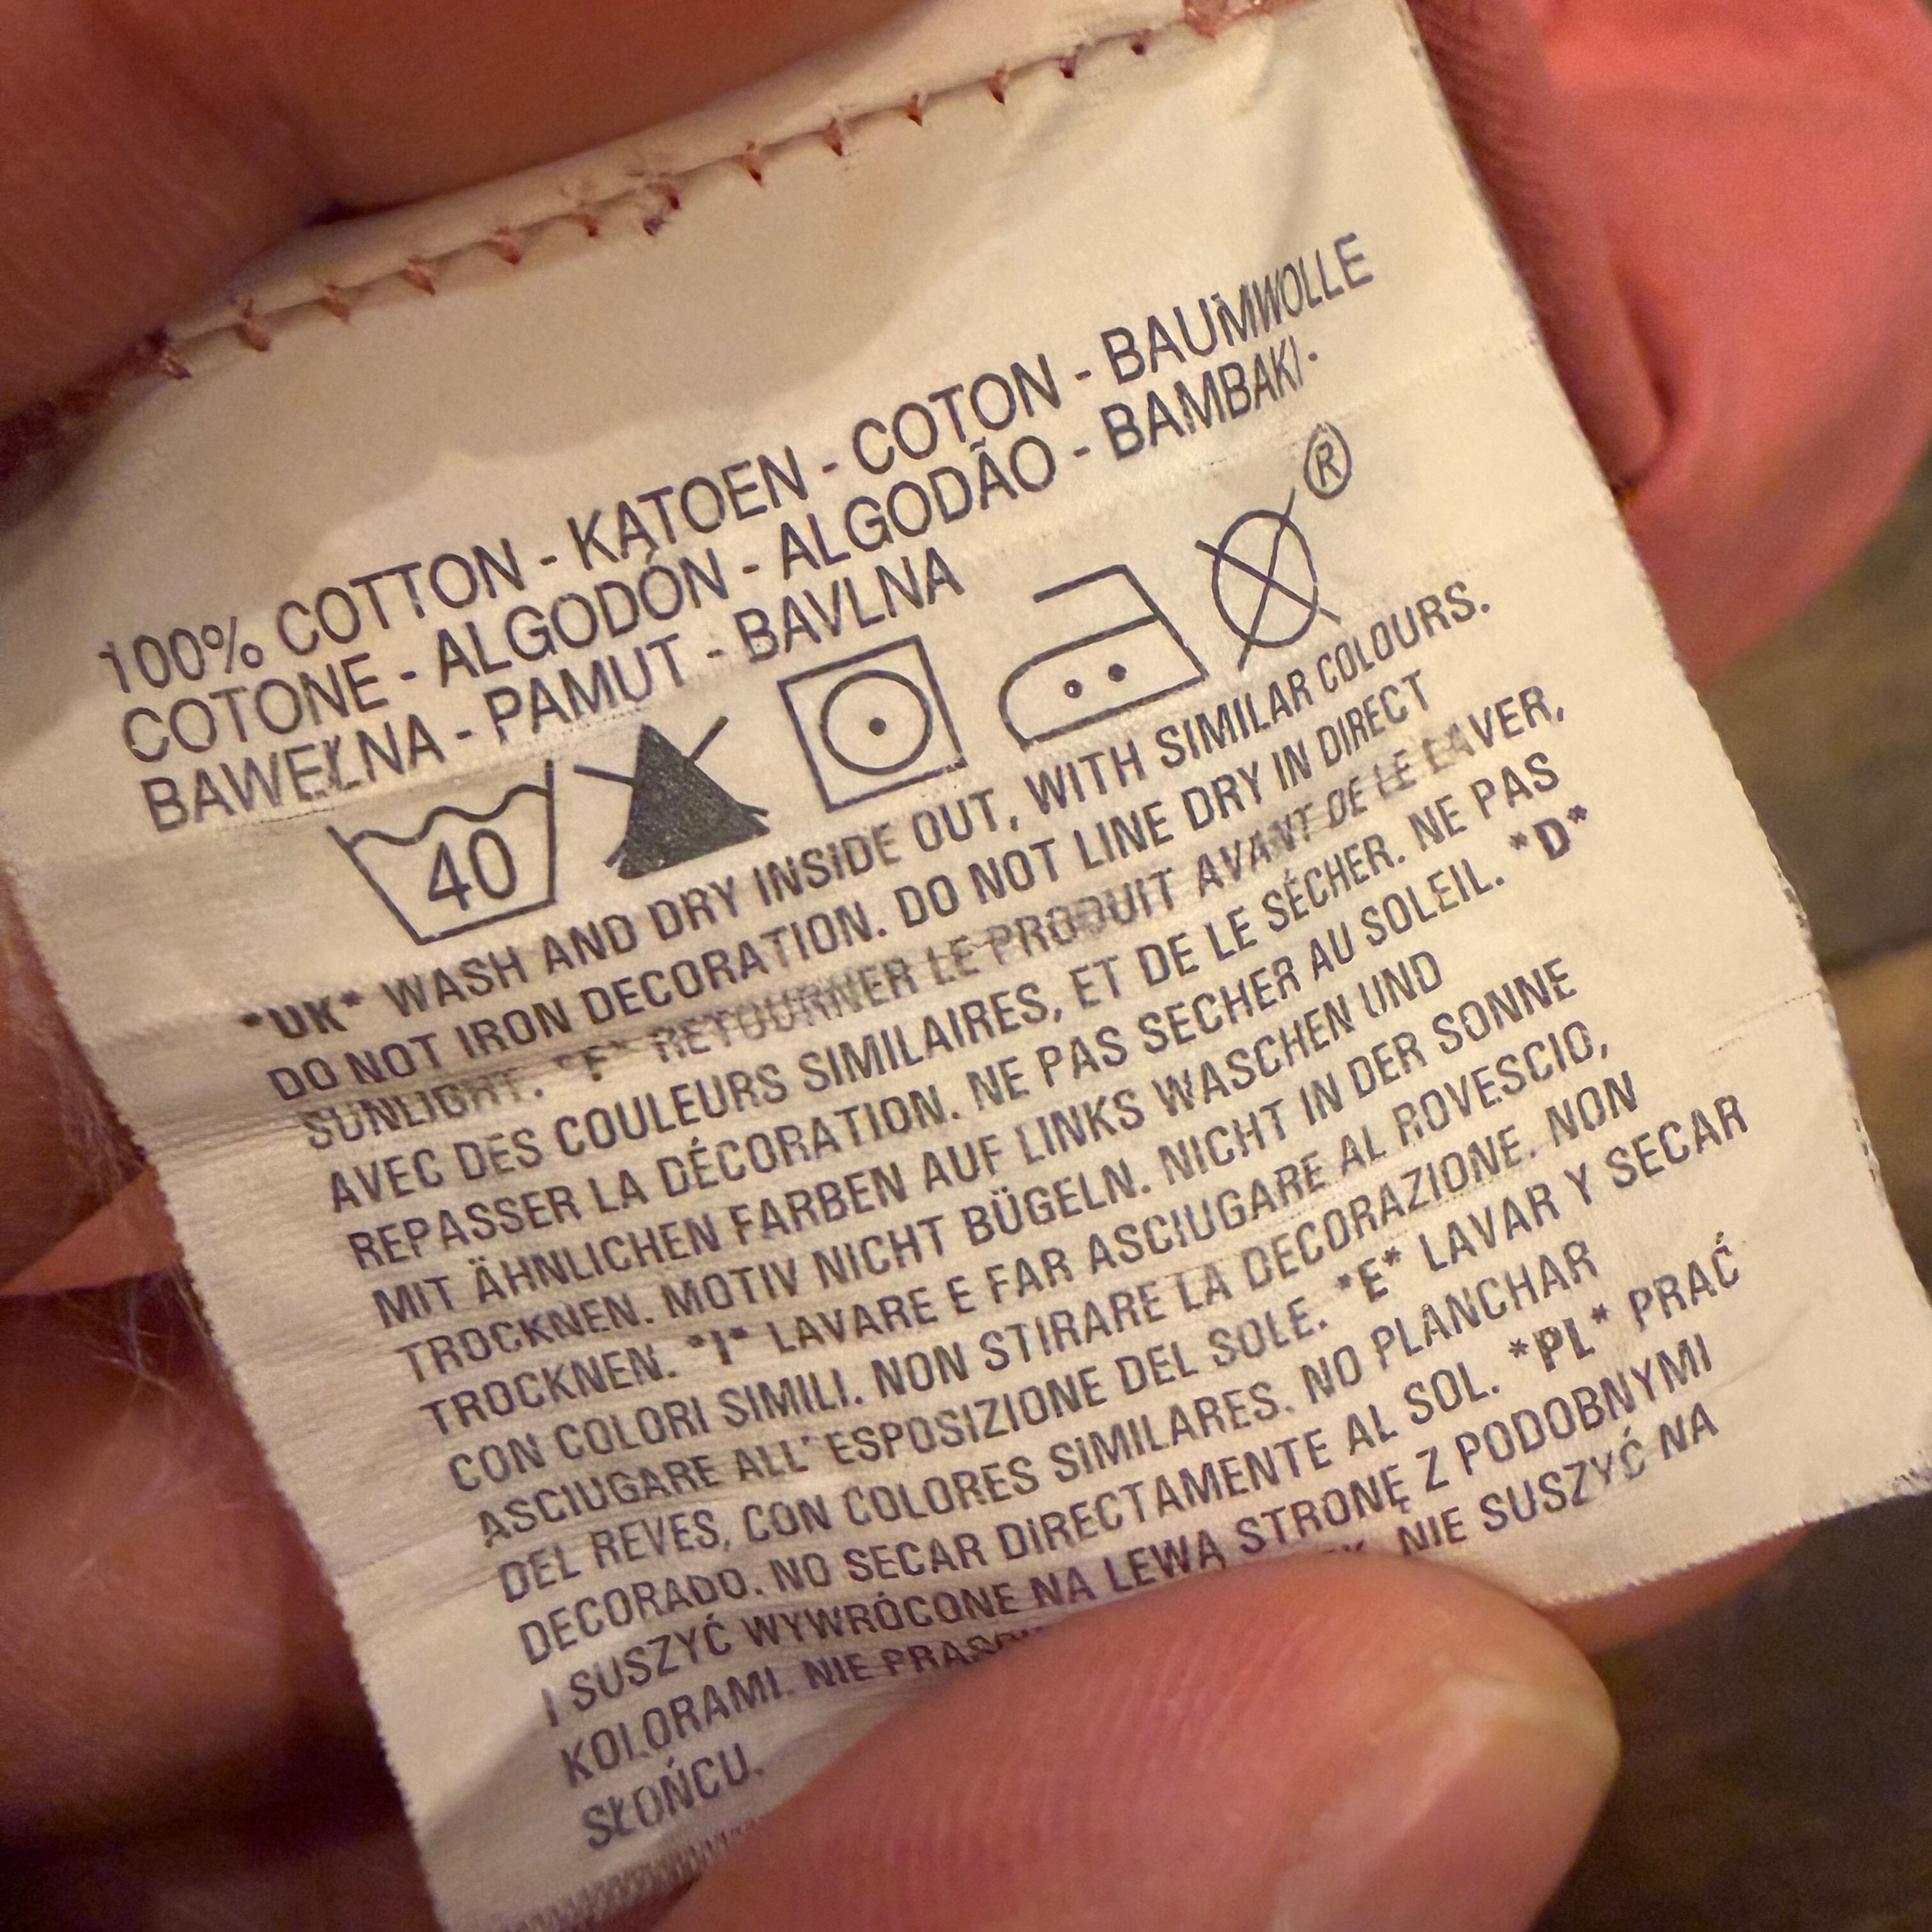 100% COTTON - KATOEN - COTON - BAUMWOLLE
COTONE - ALGODÓN - ALGODÃO - BAMBAKI -
BAWEŁNA - PAMUT - BAVLNA
40 ®
*UK* WASH AND DRY INSIDE OUT, WITH SIMILAR COLOURS.
DO NOT IRON DECORATION. DO NOT LINE DRY IN DIRECT
SUNLIGHT. *F* RETOURNER LE PRODUIT AVANT DE LE LAVER,
AVEC DES COULEURS SIMILAIRES, ET DE LE SÉCHER. NE PAS
REPASSER LA DÉCORATION. NE PAS SECHER AU SOLEIL. *D*
MIT ÄHNLICHEN FARBEN AUF LINKS WASCHEN UND
TROCKNEN. MOTIV NICHT BÜGELN. NICHT IN DER SONNE
TROCKNEN. *I* LAVARE E FAR ASCIUGARE AL ROVESCIO,
CON COLORI SIMILI. NON STIRARE LA DECORAZIONE. NON
ASCIUGARE ALL'ESPOSIZIONE DEL SOLE. *E* LAVAR Y SECAR
DEL REVES, CON COLORES SIMILARES. NO PLANCHAR
DECORADO. NO SECAR DIRECTAMENTE AL SOL. *PL* PRAĆ
I SUSZYĆ WYWRÓCONE NA LEWĄ STRONĘ Z PODOBNYMI
KOLORAMI. NIE NIE SUSZYĆ NA
SŁOŃCU.